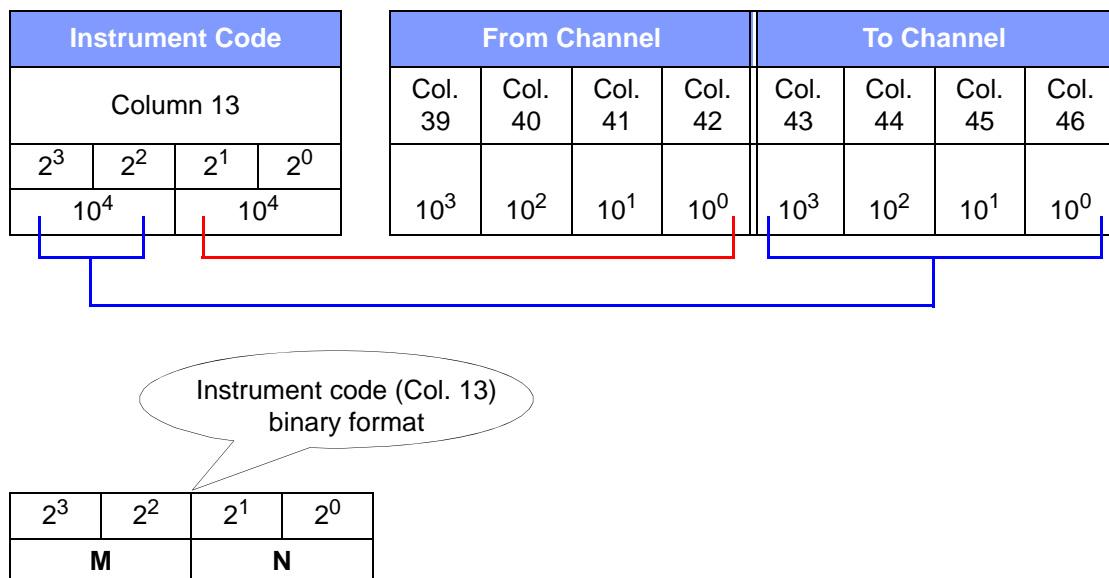 Instrument Code From Channel To Channel
Column 13 Col. 39 Col. 40 Col. 41 Col. 42 Col. 43 Col. 44 Col. 45 Col. 46
2³ 2² 2¹ 2⁰
10⁴ 10⁴ 10³ 10² 10¹ 10⁰ 10³ 10² 10¹ 10⁰
Instrument code (Col. 13)
binary format
2³ 2² 2¹ 2⁰
M N